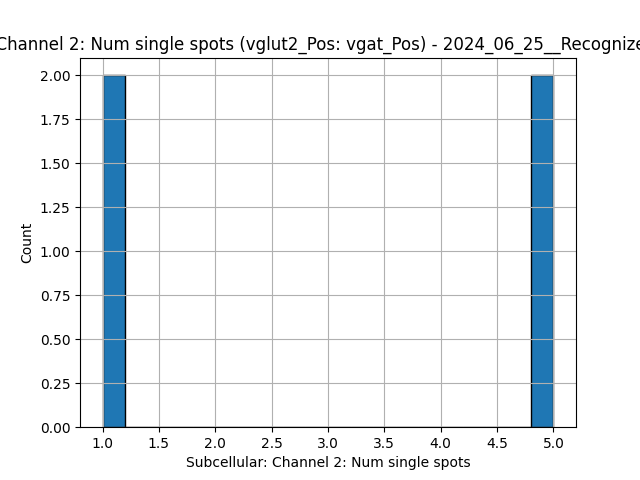 Channel 2: Num single spots (vglut2_Pos: vgat_Pos) - 2024_06_25__Recognize
2.00
1.75
1.50
1.25
1.00
0.75
0.50
0.25
0.00
Count
1.0 1.5 2.0 2.5 3.0 3.5 4.0 4.5 5.0
Subcellular: Channel 2: Num single spots